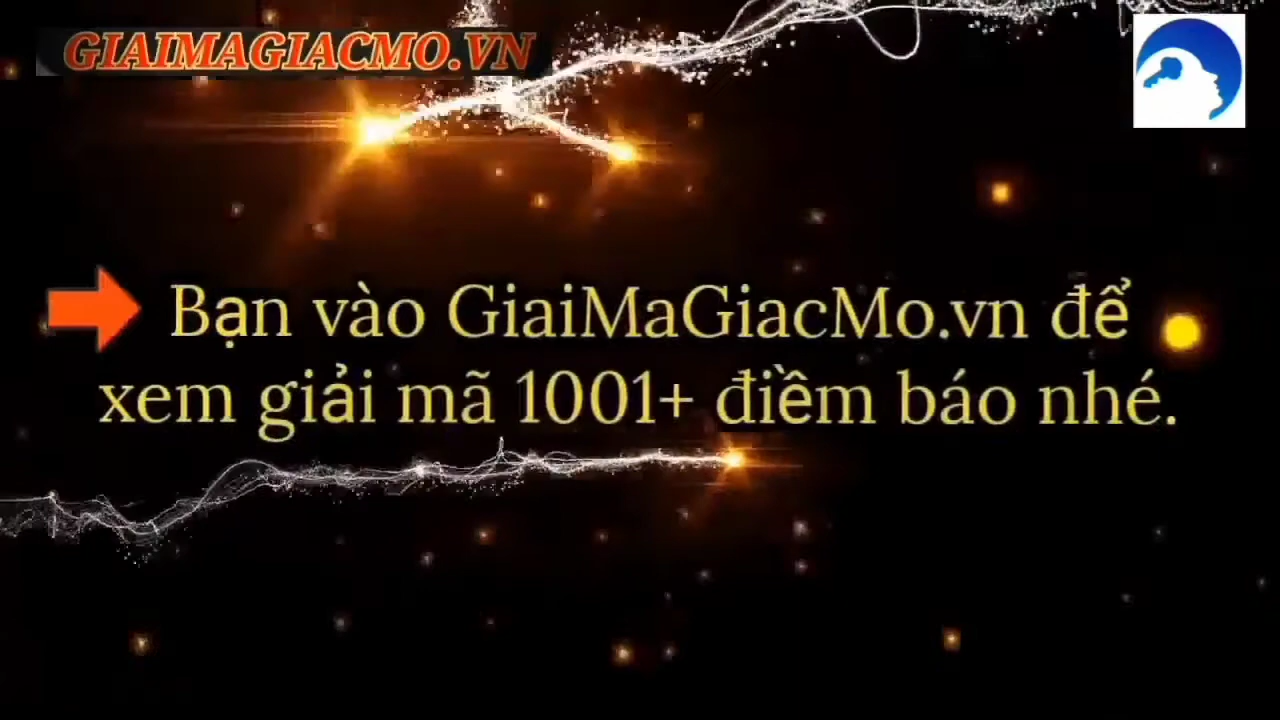 GIAIMAGIACMO.VN
Bạn vào GiaiMaGiacMo.vn để
xem giải mã 1001+ điềm báo nhé.